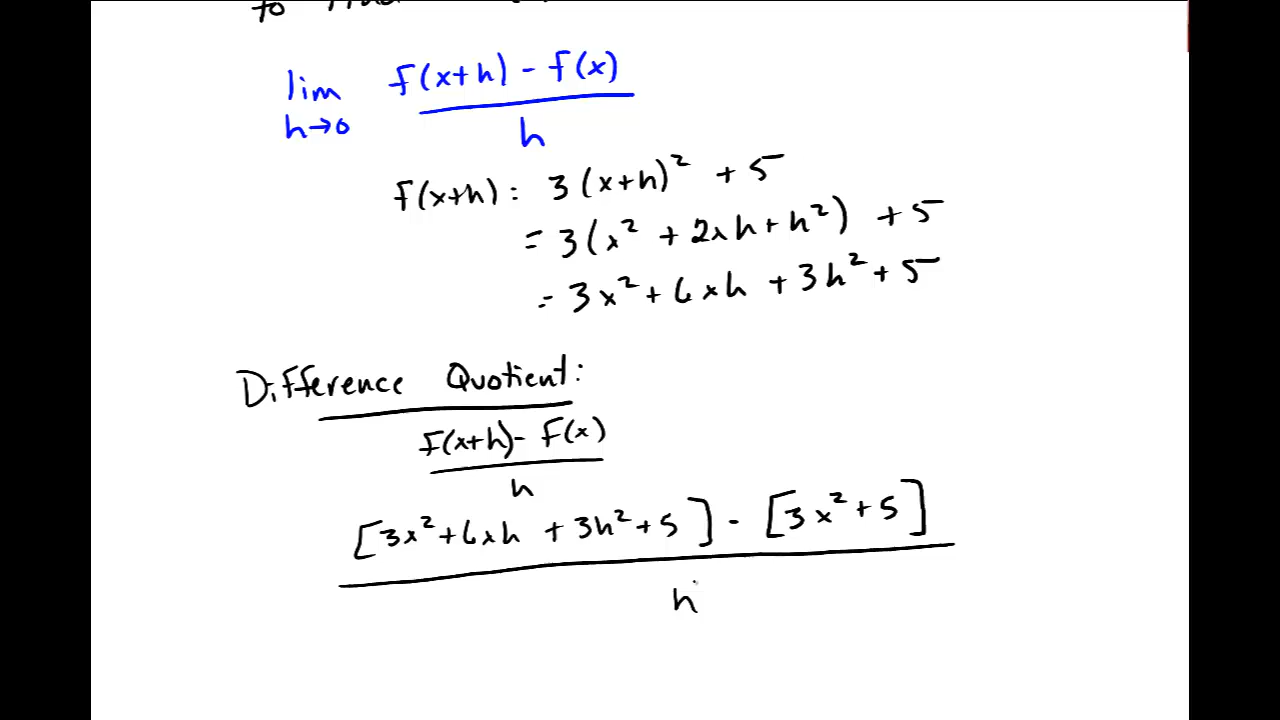 to
lim f(x+h) - f(x)
h→0 h
f(x+h) = 3(x+h)² + 5
= 3(x² + 2xh + h²) + 5
= 3x² + 6xh + 3h² + 5
Difference Quotient:
f(x+h) - f(x)
h
[3x² + 6xh + 3h² + 5] - [3x² + 5]
h